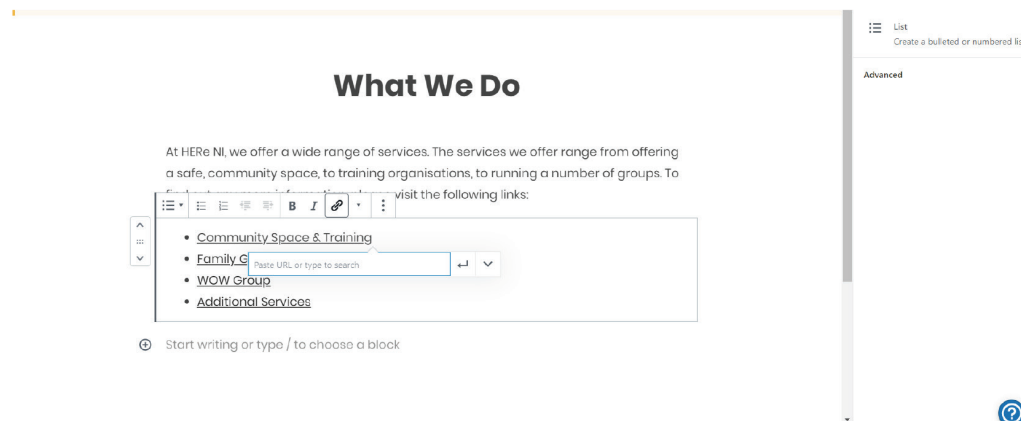 List
Create a bulleted or numbered lis
Advanced
What We Do
At HERe NI, we offer a wide range of services. The services we offer range from offering
a safe, community space, to training organisations, to running a number of groups. To
visit the following links:
B I
Community Space & Training
Family G
Paste URL or type to search
WOW Group
Additional Services
Start writing or type / to choose a block